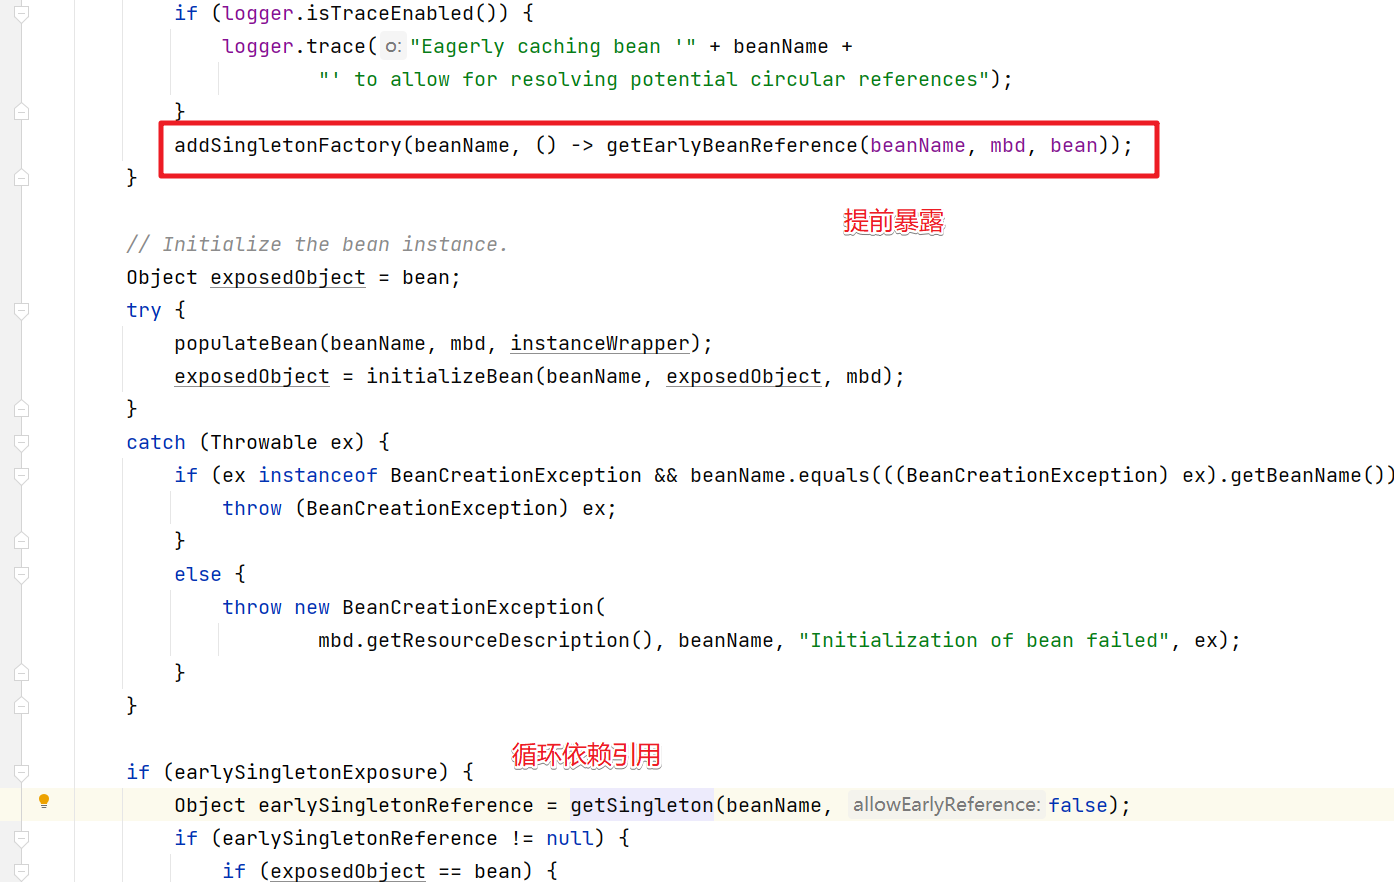 if (logger.isTraceEnabled()) {
logger.trace( o: "Eagerly caching bean '" + beanName +
"' to allow for resolving potential circular references");
}
addSingletonFactory(beanName, () -> getEarlyBeanReference(beanName, mbd, bean));
}
提前暴露
// Initialize the bean instance.
Object exposedObject = bean;
try {
populateBean(beanName, mbd, instanceWrapper);
exposedObject = initializeBean(beanName, exposedObject, mbd);
}
catch (Throwable ex) {
if (ex instanceof BeanCreationException && beanName.equals(((BeanCreationException) ex).getBeanName())
throw (BeanCreationException) ex;
}
else {
throw new BeanCreationException(
mbd.getResourceDescription(), beanName, "Initialization of bean failed", ex);
}
}
循环依赖引用
if (earlySingletonExposure) {
Object earlySingletonReference = getSingleton(beanName, allowEarlyReference: false);
if (earlySingletonReference != null) {
if (exposedObject == bean) {